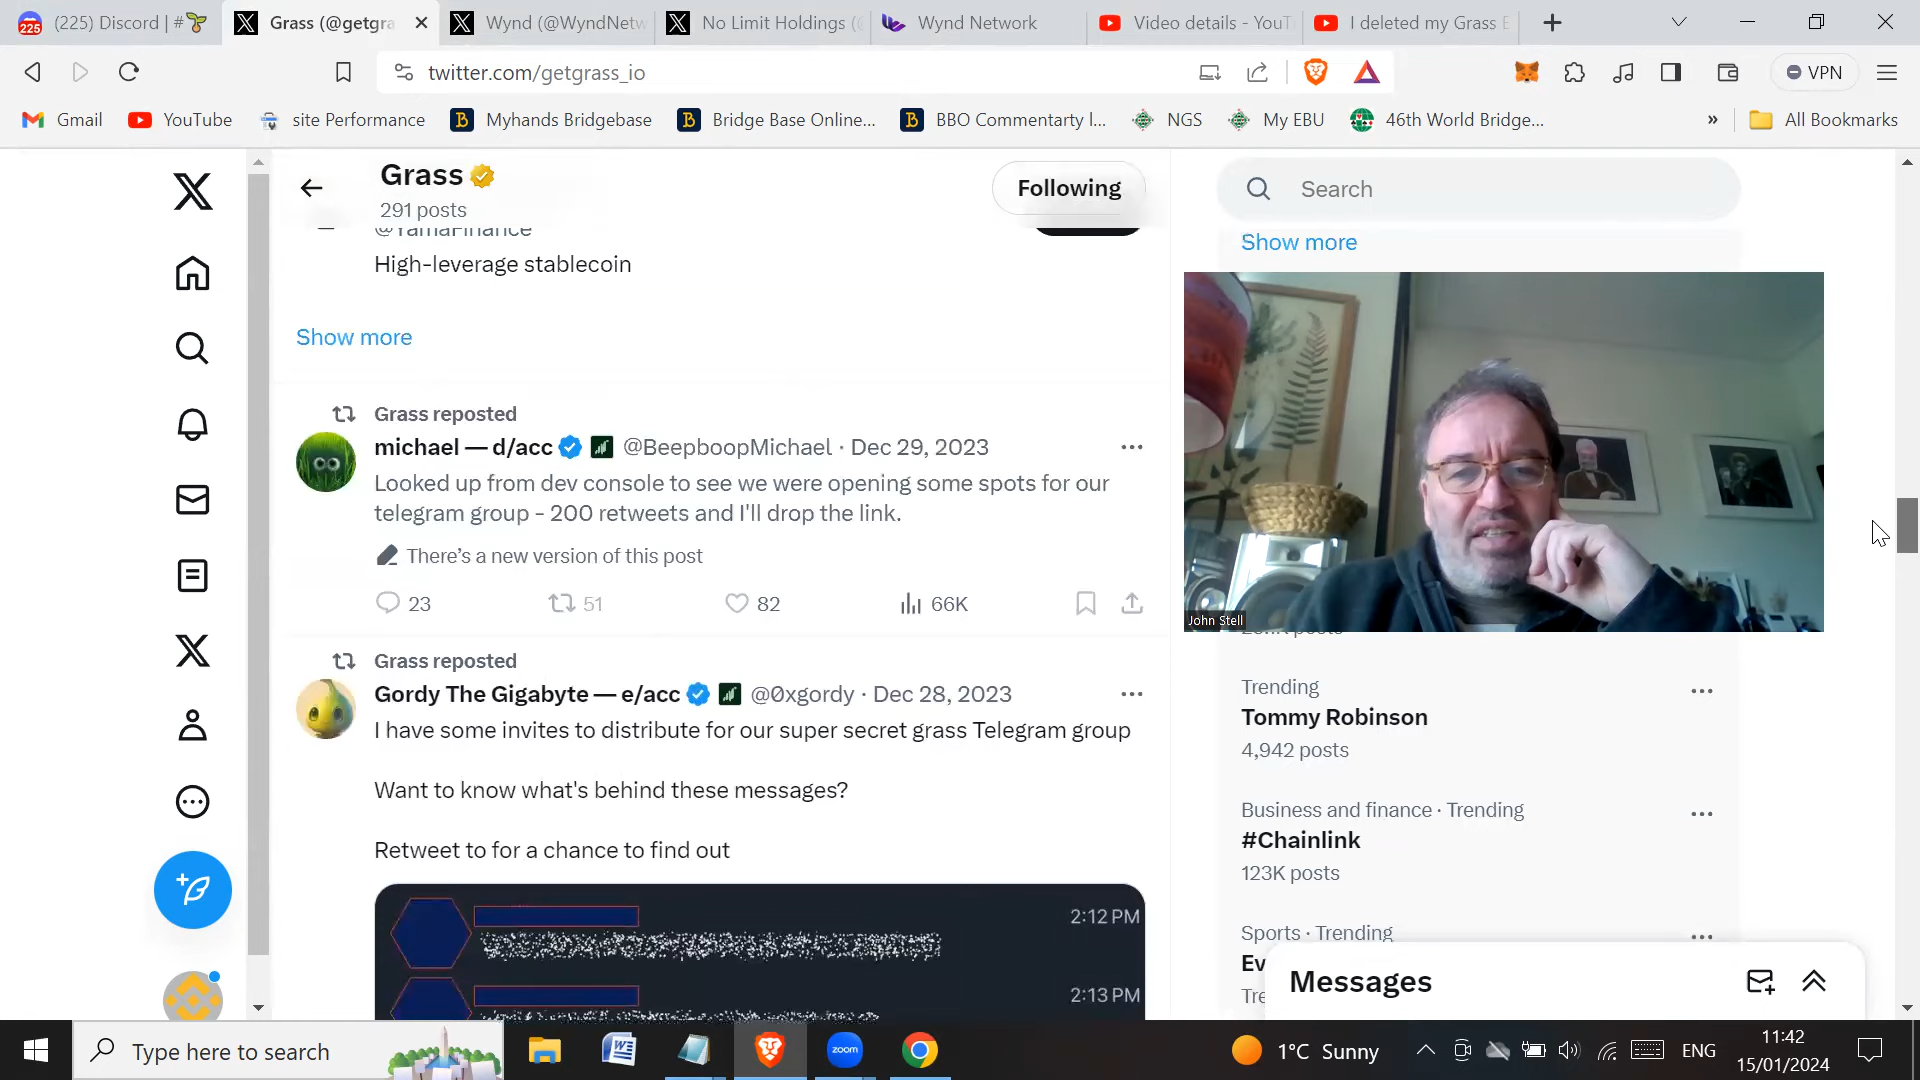 (225) Discord | #
Grass (@getgra
Wynd (@WyndNetw
No Limit Holdings (@
Wynd Network
Video details - YouT
I deleted my Grass E
225
twitter.com/getgrass_io
VPN
Gmail
YouTube
site Performance
Myhands Bridgebase
Bridge Base Online...
BBO Commentarty l...
NGS
My EBU
46th World Bridge...
»
All Bookmarks
Grass
291 posts
Following
Search
@YamaFinance
Show more
High-leverage stablecoin
Show more
Grass reposted
michael — d/acc @BeepboopMichael · Dec 29, 2023
Looked up from dev console to see we were opening some spots for our
telegram group - 200 retweets and I'll drop the link.
There's a new version of this post
23
51
82
66K
John Stell
Grass reposted
Gordy The Gigabyte — e/acc @0xgordy · Dec 28, 2023
I have some invites to distribute for our super secret grass Telegram group
Want to know what's behind these messages?
Retweet to for a chance to find out
2:12 PM
2:13 PM
Trending
Tommy Robinson
4,942 posts
Business and finance · Trending
#Chainlink
123K posts
Sports · Trending
Ev
Tre
Messages
Type here to search
zoom
1°C Sunny
ENG
11:42
15/01/2024